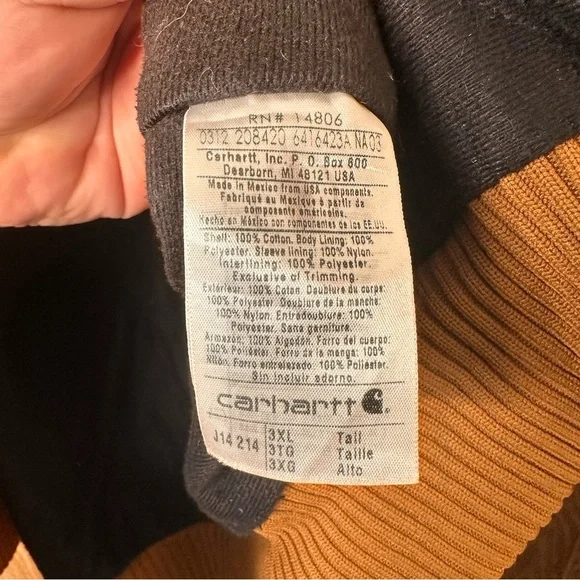 RN# 14806
0312 208420 6416423A NA03
Carhartt, Inc. P. O. Box 600
Dearborn, MI 48121 USA
Made in Mexico from USA components.
Fabriqué au Mexique à partir de
composants américains.
Hecho en México con componentes de los EE.UU.
Shell: 100% Cotton. Body Lining: 100%
Polyester. Sleeve lining: 100% Nylon.
Interlining: 100% Polyester.
Exclusive of Trimming.
Extérieur: 100% Coton. Doublure du corps:
100% Polyester. Doublure de la manche:
100% Nylon. Entredoublure: 100%
Polyester. Sans garniture.
Armazón: 100% Algodón. Forro del cuerpo:
100% Poliéster. Forro de la manga: 100%
Nilón. Forro entrelazado: 100% Poliéster.
Sin incluir adorno.
carhartt
J14 214 3XL Tall
3TG Taille
3XG Alto